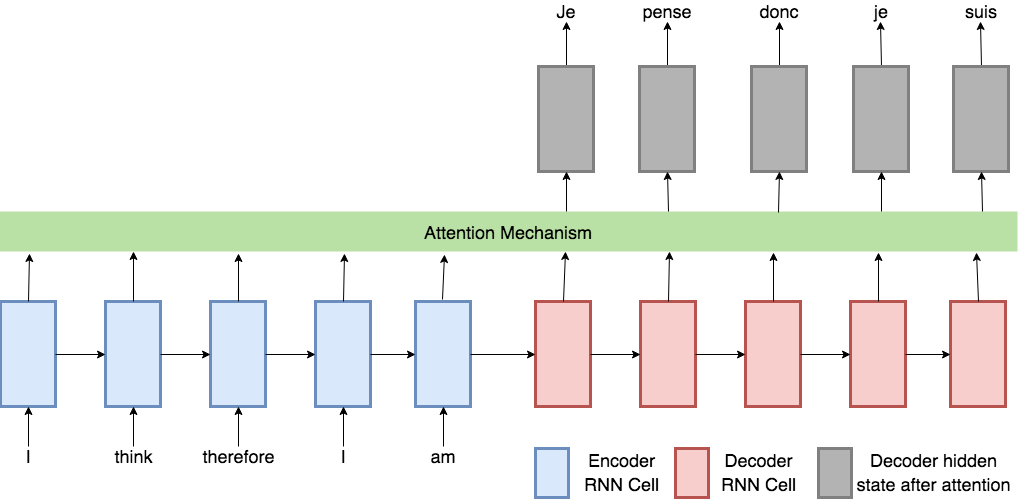 Je pense donc je suis
Attention Mechanism
I think therefore I am
Encoder
RNN Cell
Decoder
RNN Cell
Decoder hidden
state after attention